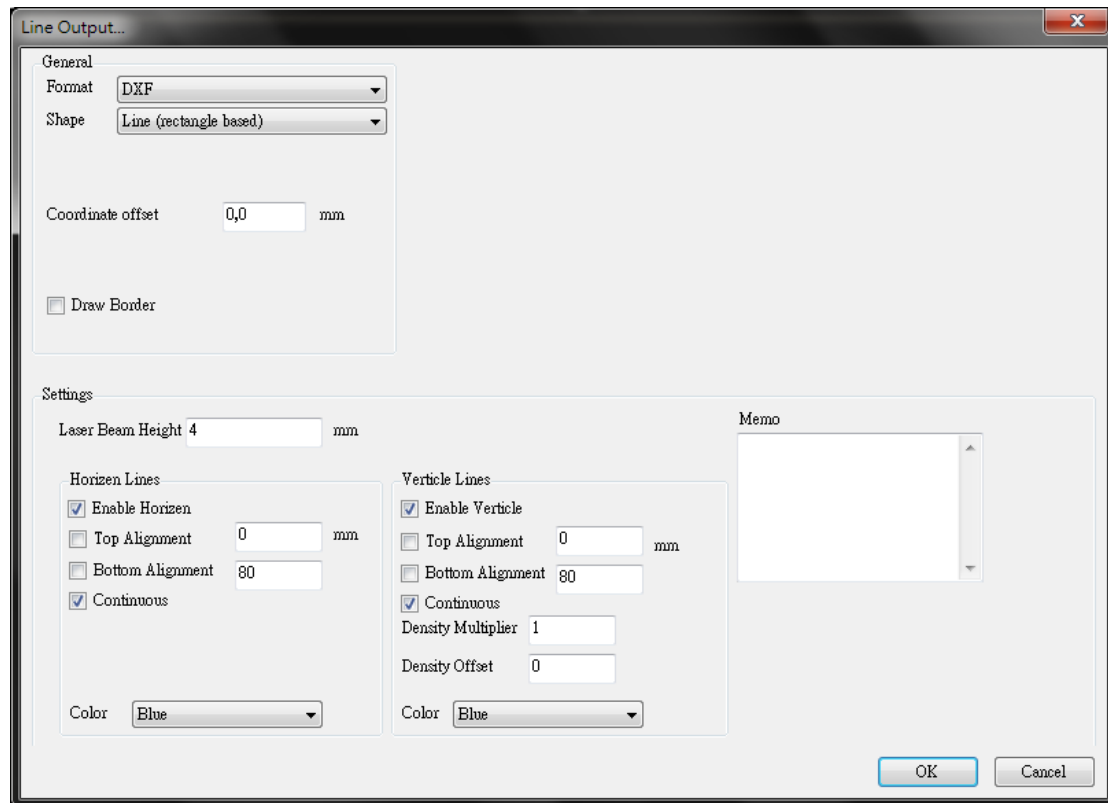 Line Output...
General
Format DXF
Shape Line (rectangle based)
Coordinate offset 0,0 mm
Draw Border
Settings
Laser Beam Height 4 mm
Horizen Lines
Enable Horizen
Top Alignment 0 mm
Bottom Alignment 80
Continuous
Color Blue
Verticle Lines
Enable Verticle
Top Alignment 0 mm
Bottom Alignment 80
Continuous
Density Multiplier 1
Density Offset 0
Color Blue
Memo
OK Cancel